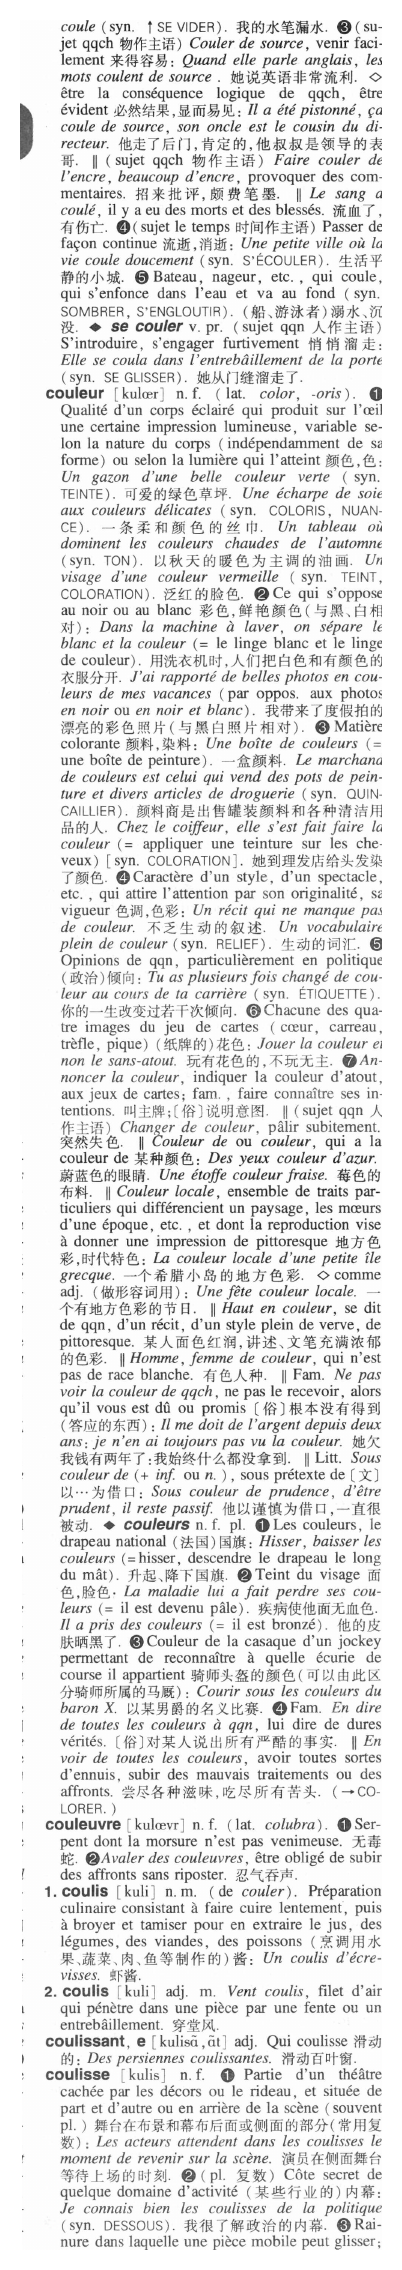 coule (syn. ↑SE VIDER). 我的水笔漏水. ❸(su-
jet qqch 物作主语) Couler de source, venir faci-
lement 来得容易: Quand elle parle anglais, les
mots coulent de source. 她说英语非常流利. ◇
être la conséquence logique de qqch, être
évident 必然结果,显而易见: Il a été pistonné, ça
coule de source, son oncle est le cousin du di-
recteur. 他走了后门,肯定的,他叔叔是领导的表
哥. ‖ (sujet qqch 物作主语) Faire couler de
l'encre, beaucoup d'encre, provoquer des com-
mentaires. 招来批评,颇费笔墨. ‖ Le sang a
coulé, il y a eu des morts et des blessés. 流血了,
有伤亡. ❹(sujet le temps 时间作主语) Passer de
façon continue 流逝,消逝: Une petite ville où la
vie coule doucement (syn. S'ÉCOULER). 生活平
静的小城. ❺ Bateau, nageur, etc., qui coule,
qui s'enfonce dans l'eau et va au fond (syn.
SOMBRER, S'ENGLOUTIR). (船、游泳者)溺水、沉
没. ◆ se couler v. pr. (sujet qqn 人作主语)
S'introduire, s'engager furtivement 悄悄溜走:
Elle se coula dans l'entrebâillement de la porte
(syn. SE GLISSER). 她从门缝溜走了.
couleur [kulœr] n. f. (lat. color, -oris). ❶
Qualité d'un corps éclairé qui produit sur l'œil
une certaine impression lumineuse, variable se-
lon la nature du corps (indépendamment de sa
forme) ou selon la lumière qui l'atteint 颜色,色:
Un gazon d'une belle couleur verte (syn.
TEINTE). 可爱的绿色草坪. Une écharpe de soie
aux couleurs délicates (syn. COLORIS, NUAN-
CE). 一条柔和颜色的丝巾. Un tableau où
dominent les couleurs chaudes de l'automne
(syn. TON). 以秋天的暖色为主调的油画. Un
visage d'une couleur vermeille (syn. TEINT,
COLORATION). 泛红的脸色. ❷ Ce qui s'oppose
au noir ou au blanc 彩色,鲜艳颜色(与黑、白相
对): Dans la machine à laver, on sépare le
blanc et la couleur (= le linge blanc et le linge
de couleur). 用洗衣机时,人们把白色和有颜色的
衣服分开. J'ai rapporté de belles photos en cou-
leurs de mes vacances (par oppos. aux photos
en noir ou en noir et blanc). 我带来了度假拍的
漂亮的彩色照片(与黑白照片相对). ❸ Matière
colorante 颜料,染料: Une boîte de couleurs (=
une boîte de peinture). 一盒颜料. Le marchand
de couleurs est celui qui vend des pots de pein-
ture et divers articles de droguerie (syn. QUIN-
CAILLIER). 颜料商是出售罐装颜料和各种清洁用
品的人. Chez le coiffeur, elle s'est fait faire la
couleur (= appliquer une teinture sur les che-
veux) [syn. COLORATION]. 她到理发店给头发染
了颜色. ❹ Caractère d'un style, d'un spectacle,
etc., qui attire l'attention par son originalité, sa
vigueur 色调,色彩: Un récit qui ne manque pas
de couleur. 不乏生动的叙述. Un vocabulaire
plein de couleur (syn. RELIEF). 生动的词汇. ❺
Opinions de qqn, particulièrement en politique
(政治)倾向: Tu as plusieurs fois changé de cou-
leur au cours de ta carrière (syn. ÉTIQUETTE).
你的一生改变过若干次倾向. ❻ Chacune des qua-
tre images du jeu de cartes (cœur, carreau,
trèfle, pique) (纸牌的)花色: Jouer la couleur et
non le sans-atout. 玩有花色的,不玩无主. ❼ An-
noncer la couleur, indiquer la couleur d'atout,
aux jeux de cartes; fam., faire connaître ses in-
tentions. 叫主牌;〔俗〕说明意图. ‖ (sujet qqn 人
作主语) Changer de couleur, pâlir subitement.
突然失色. ‖ Couleur de ou couleur, qui a la
couleur de 某种颜色: Des yeux couleur d'azur.
蔚蓝色的眼睛. Une étoffe couleur fraise. 莓色的
布料. ‖ Couleur locale, ensemble de traits par-
ticuliers qui différencient un paysage, les mœurs
d'une époque, etc., et dont la reproduction vise
à donner une impression de pittoresque 地方色
彩,时代特色: La couleur locale d'une petite île
grecque. 一个希腊小岛的地方色彩. ◇ comme
adj. (做形容词用): Une fête couleur locale. 一
个有地方色彩的节日. ‖ Haut en couleur, se dit
de qqn, d'un récit, d'un style plein de verve, de
pittoresque. 某人面色红润,讲述、文笔充满浓郁
的色彩. ‖ Homme, femme de couleur, qui n'est
pas de race blanche. 有色人种. ‖ Fam. Ne pas
voir la couleur de qqch, ne pas le recevoir, alors
qu'il vous est dû ou promis 〔俗〕根本没有得到
(答应的东西): Il me doit de l'argent depuis deux
ans; je n'en ai toujours pas vu la couleur. 她欠
我钱有两年了:我始终什么都没拿到. ‖ Litt. Sous
couleur de (+ inf. ou n.), sous prétexte de〔文〕
以…为借口: Sous couleur de prudence, d'être
prudent, il reste passif. 他以谨慎为借口,一直很
被动. ◆ couleurs n. f. pl. ❶ Les couleurs, le
drapeau national (法国)国旗: Hisser, baisser les
couleurs (=hisser, descendre le drapeau le long
du mât). 升起、降下国旗. ❷ Teint du visage 面
色,脸色: La maladie lui a fait perdre ses cou-
leurs (= il est devenu pâle). 疾病使他面无血色.
Il a pris des couleurs (= il est bronzé). 他的皮
肤晒黑了. ❸ Couleur de la casaque d'un jockey
permettant de reconnaître à quelle écurie de
course il appartient 骑师头盔的颜色(可以由此区
分骑师所属的马厩): Courir sous les couleurs du
baron X. 以某男爵的名义比赛. ❹ Fam. En dire
de toutes les couleurs à qqn, lui dire de dures
vérités. 〔俗〕对某人说出所有严酷的事实. ‖ En
voir de toutes les couleurs, avoir toutes sortes
d'ennuis, subir des mauvais traitements ou des
affronts. 尝尽各种滋味,吃尽所有苦头. (→CO-
LORER.)
couleuvre [kulœvr] n. f. (lat. colubra). ❶ Ser-
pent dont la morsure n'est pas venimeuse. 无毒
蛇. ❷ Avaler des couleuvres, être obligé de subir
des affronts sans riposter. 忍气吞声.
1. coulis [kuli] n. m. (de couler). Préparation
culinaire consistant à faire cuire lentement, puis
à broyer et tamiser pour en extraire le jus, des
légumes, des viandes, des poissons (烹调用水
果、蔬菜、肉、鱼等制作的)酱: Un coulis d'écre-
visses. 虾酱.
2. coulis [kuli] adj. m. Vent coulis, filet d'air
qui pénètre dans une pièce par une fente ou un
entrebâillement. 穿堂风.
coulissant, e [kulisɑ̃, ɑ̃t] adj. Qui coulisse 滑动
的: Des persiennes coulissantes. 滑动百叶窗.
coulisse [kulis] n. f. ❶ Partie d'un théâtre
cachée par les décors ou le rideau, et située de
part et d'autre ou en arrière de la scène (souvent
pl.) 舞台在布景和幕布后面或侧面的部分(常用复
数): Les acteurs attendent dans les coulisses le
moment de revenir sur la scène. 演员在侧面舞台
等待上场的时刻. ❷ (pl. 复数) Côte secret de
quelque domaine d'activité (某些行业的)内幕:
Je connais bien les coulisses de la politique
(syn. DESSOUS). 我很了解政治的内幕. ❸ Rai-
nure dans laquelle une pièce mobile peut glisser;